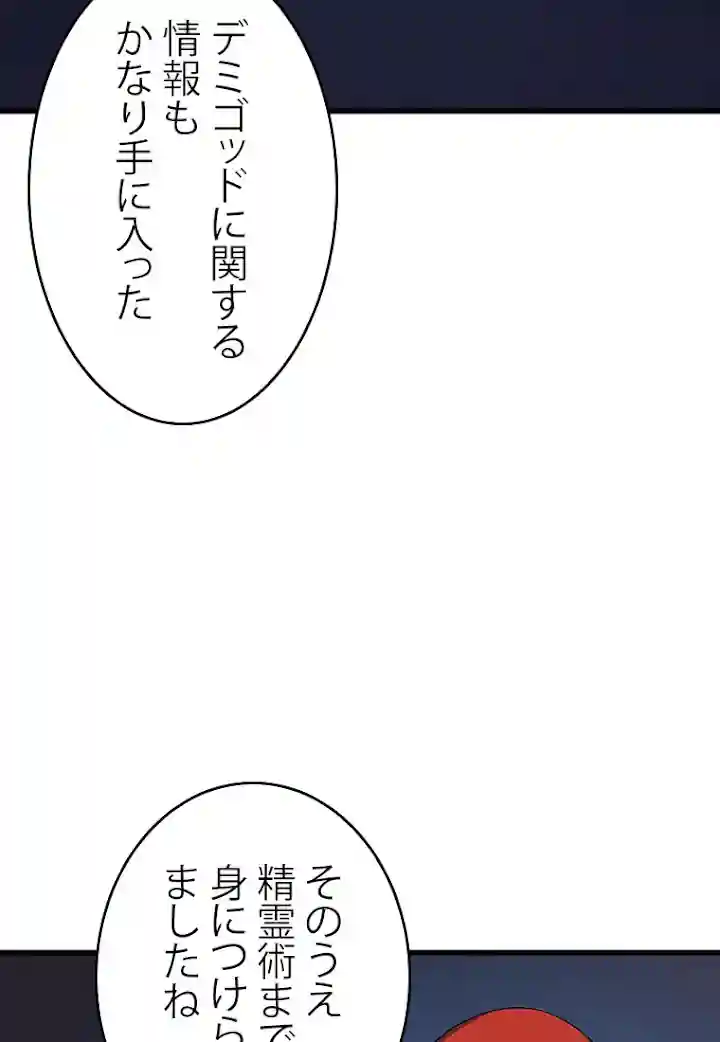 デミゴッドに関する
情報も
かなり手に入った
そのうえ
精霊術まで
身につけら
ましたね